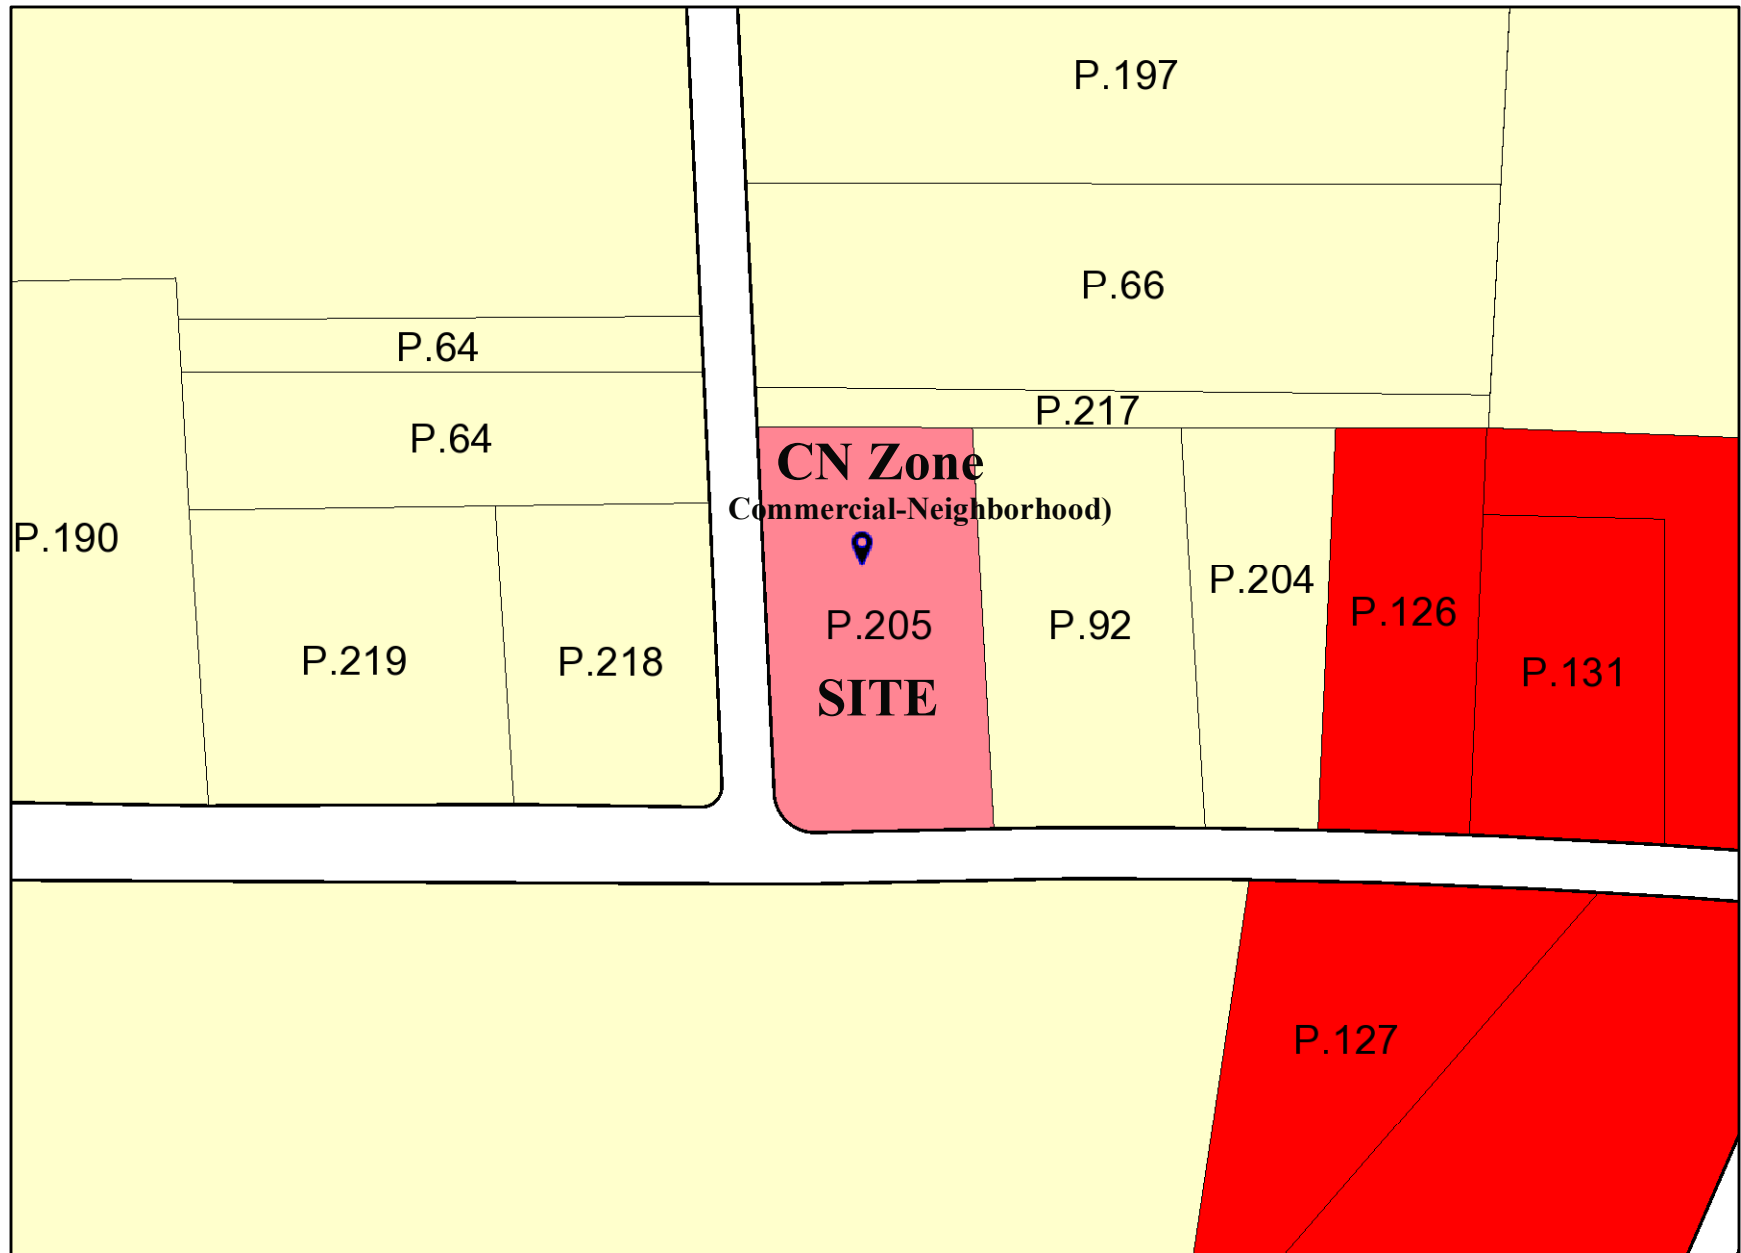 P.197
P.66
P.64
P.217
P.64
CN Zone
Commercial-Neighborhood)
P.190
P.204
P.126
P.205
P.92
P.219
P.218
P.131
SITE
P.127